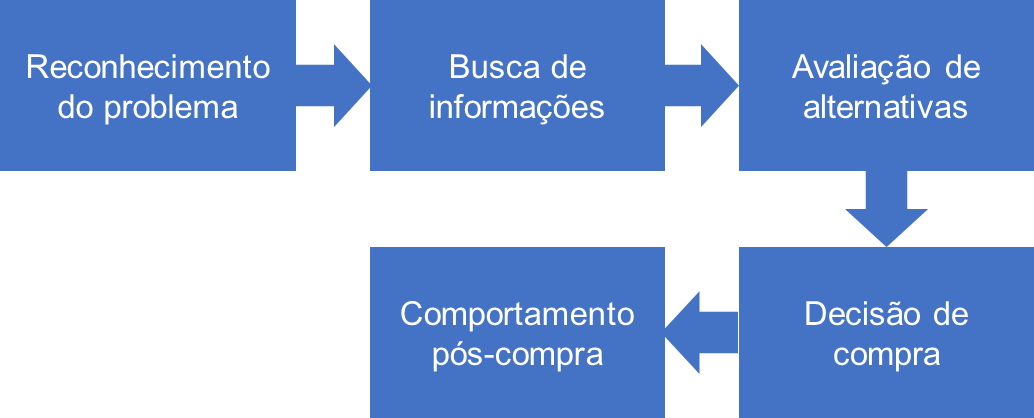 Reconhecimento
do problema
Busca de
informações
Avaliação de
alternativas
Decisão de
compra
Comportamento
pós-compra